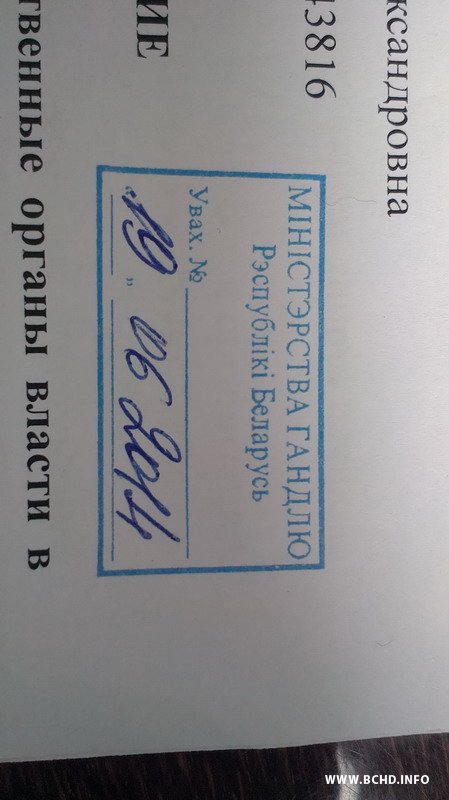 ксандровна
43816
ИЕ
МІНІСТЭРСТВА ГАНДЛЮ
Рэспублікі Беларусь
Увах. №
„19" 06 2014
твенные органы власти в
WWW.BCHD.INFO